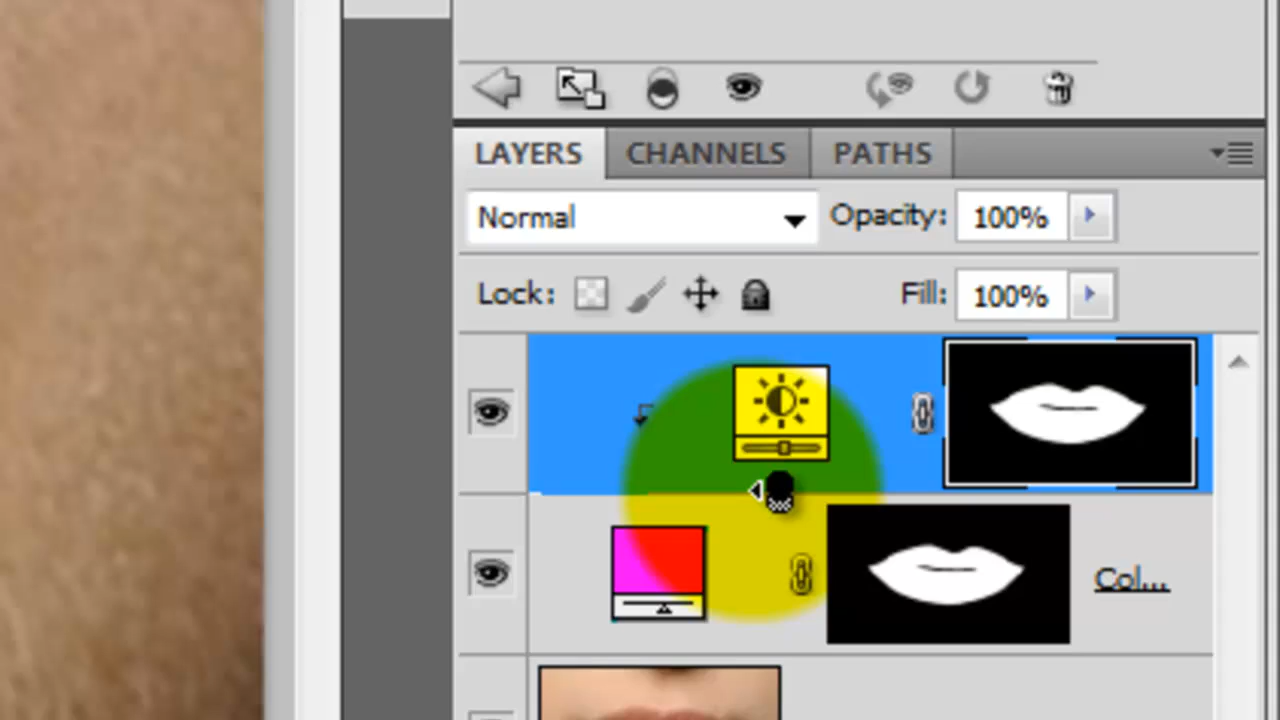 LAYERS CHANNELS PATHS
Normal Opacity: 100%
Lock: Fill: 100%
Col...